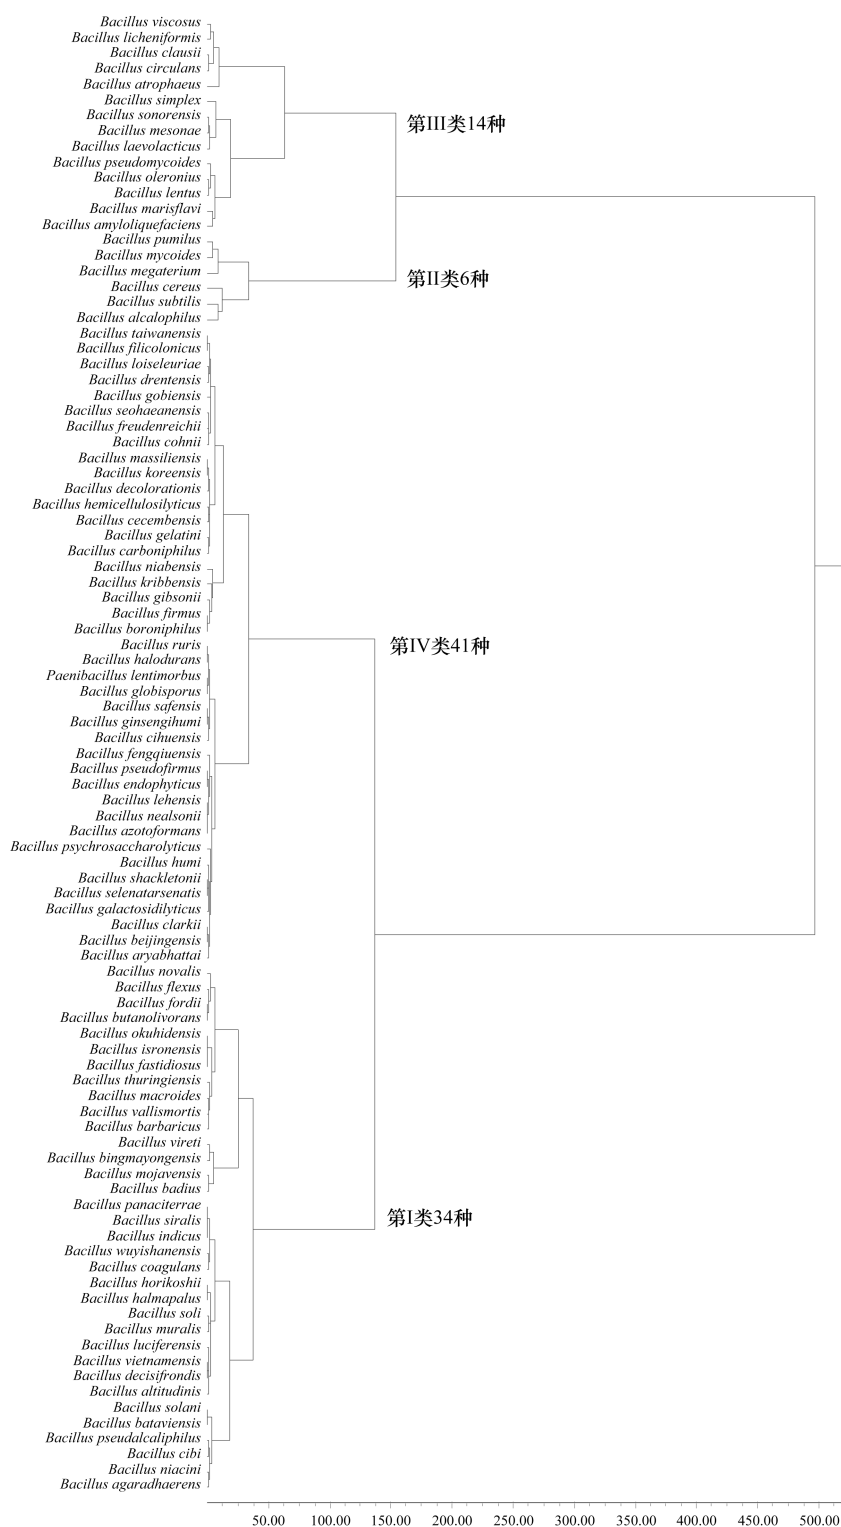 Bacillus viscosus
Bacillus licheniformis
Bacillus clausii
Bacillus circulans
Bacillus atrophaeus
Bacillus simplex
Bacillus sonorensis
第III类14种
Bacillus mesonae
Bacillus laevolacticus
Bacillus pseudomycoides
Bacillus oleronius
Bacillus lentus
Bacillus marisflavi
Bacillus amyloliquefaciens
Bacillus pumilus
Bacillus mycoides
Bacillus megaterium
第II类6种
Bacillus cereus
Bacillus subtilis
Bacillus alcalophilus
Bacillus taiwanensis
Bacillus filicolonicus
Bacillus loiseleuriae
Bacillus drentensis
Bacillus gobiensis
Bacillus seohaeanensis
Bacillus freudenreichii
Bacillus cohnii
Bacillus massiliensis
Bacillus koreensis
Bacillus decolorationis
Bacillus hemicellulosilyticus
Bacillus cecembensis
Bacillus gelatini
Bacillus carboniphilus
Bacillus niabensis
Bacillus kribbensis
Bacillus gibsonii
Bacillus firmus
Bacillus boroniphilus
Bacillus ruris
第IV类41种
Bacillus halodurans
Paenibacillus lentimorbus
Bacillus globisporus
Bacillus safensis
Bacillus ginsengihumi
Bacillus cihuensis
Bacillus fengqiuensis
Bacillus pseudofirmus
Bacillus endophyticus
Bacillus lehensis
Bacillus nealsonii
Bacillus azotoformans
Bacillus psychrosaccharolyticus
Bacillus humi
Bacillus shackletonii
Bacillus selenatarsenatis
Bacillus galactosidilyticus
Bacillus clarkii
Bacillus beijingensis
Bacillus aryabhattai
Bacillus novalis
Bacillus flexus
Bacillus fordii
Bacillus butanolivorans
Bacillus okuhidensis
Bacillus isronensis
Bacillus fastidiosus
Bacillus thuringiensis
Bacillus macroides
Bacillus vallismortis
Bacillus barbaricus
Bacillus vireti
Bacillus bingmayongensis
Bacillus mojavensis
Bacillus badius
Bacillus panaciterrae
Bacillus siralis
第I类34种
Bacillus indicus
Bacillus wuyishanensis
Bacillus coagulans
Bacillus horikoshii
Bacillus halmapalus
Bacillus soli
Bacillus muralis
Bacillus luciferensis
Bacillus vietnamensis
Bacillus decisifrondis
Bacillus altitudinis
Bacillus solani
Bacillus bataviensis
Bacillus pseudalcaliphilus
Bacillus cibi
Bacillus niacini
Bacillus agaradhaerens
50.00 100.00 150.00 200.00 250.00 300.00 350.00 400.00 450.00 500.00